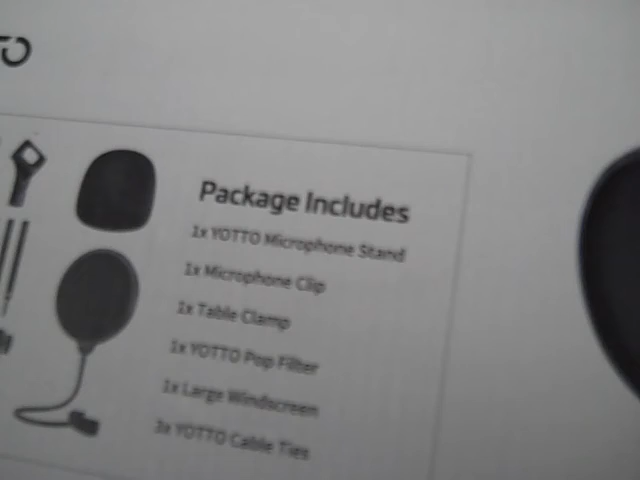 Package Includes
1x YOTTO Microphone Stand
1x Microphone Clip
1x Table Clamp
1x YOTTO Pop Filter
1x Large Windscreen
3x YOTTO Cable Ties